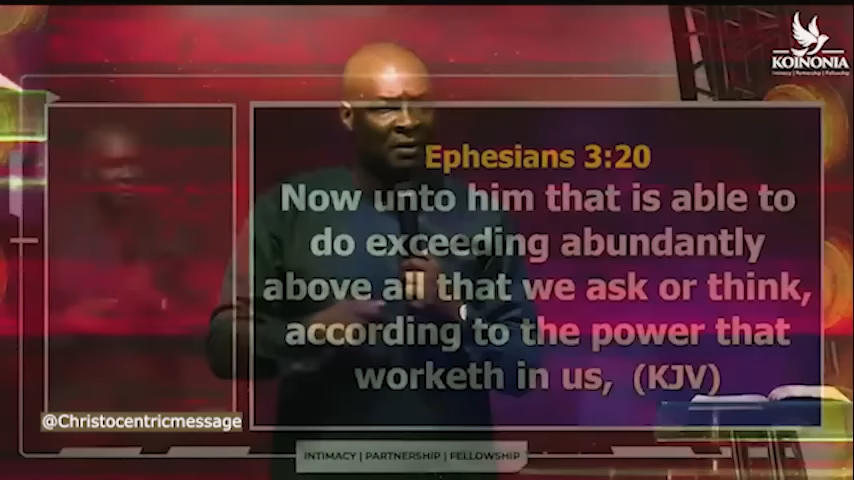 KOINONIA
Intimacy | Partnership | Fellowship
Ephesians 3:20
Now unto him that is able to
do exceeding abundantly
above all that we ask or think,
according to the power that
worketh in us, (KJV)
@Christocentricmessage
INTIMACY | PARTNERSHIP | FELLOWSHIP